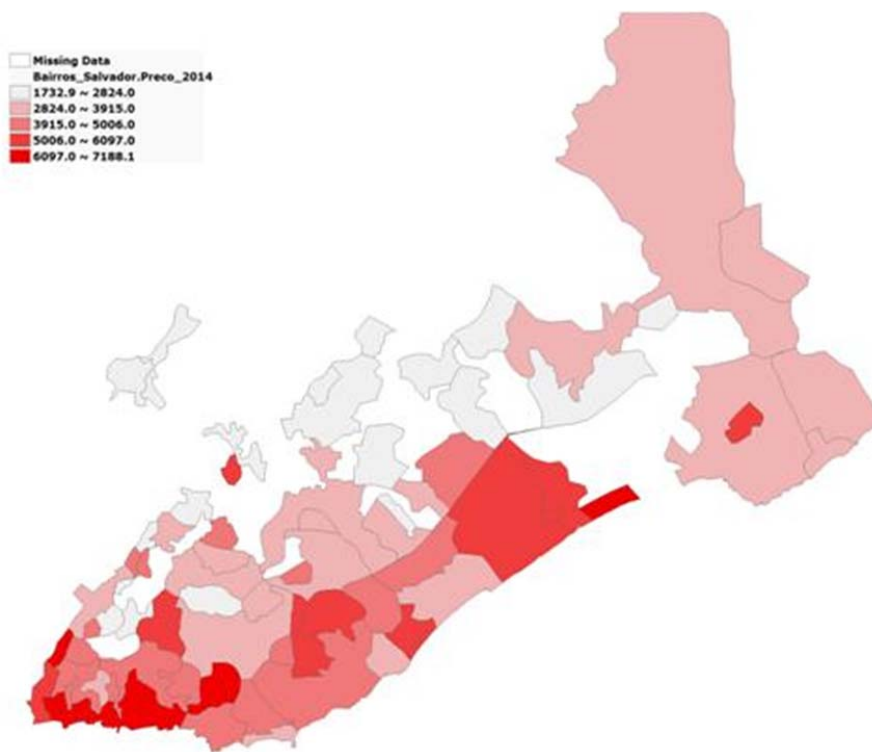 Missing Data
Bairros_Salvador.Preco_2014
1732.9 ~ 2824.0
2824.0 ~ 3915.0
3915.0 ~ 5006.0
5006.0 ~ 6097.0
6097.0 ~ 7188.1